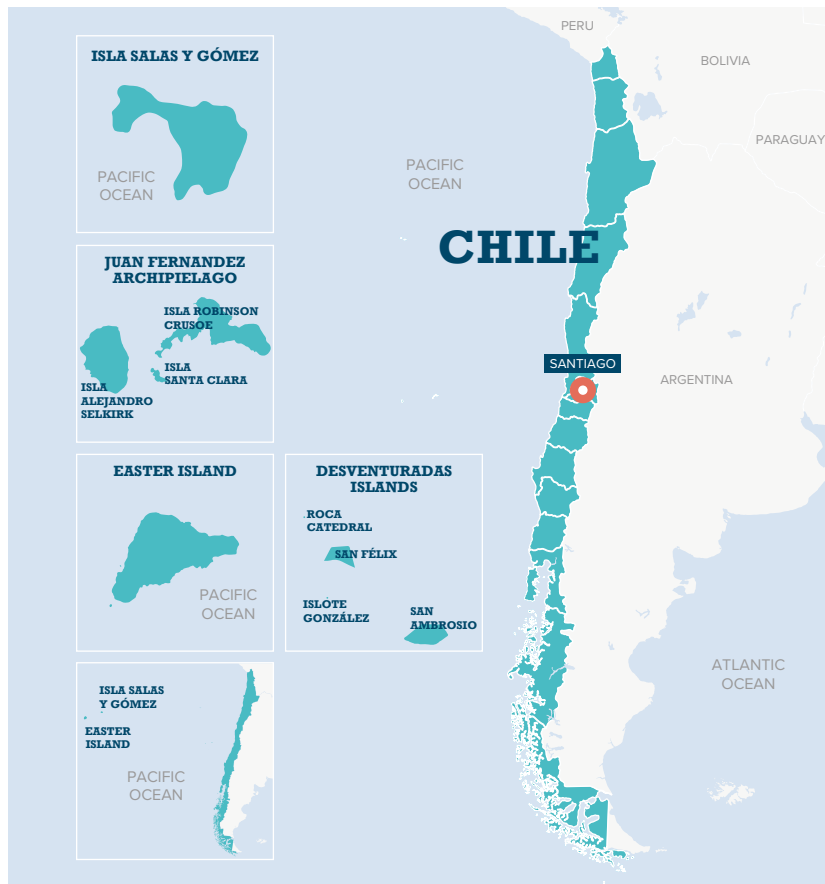 PERU
BOLIVIA
PARAGUAY
ISLA SALAS Y GÓMEZ
PACIFIC
OCEAN
PACIFIC
OCEAN
CHILE
JUAN FERNANDEZ
ARCHIPIELAGO
ISLA ROBINSON
CRUSOE
ISLA
SANTA CLARA
ISLA
ALEJANDRO
SELKIRK
SANTIAGO
ARGENTINA
EASTER ISLAND
PACIFIC
OCEAN
DESVENTURADAS
ISLANDS
ROCA
CATEDRAL
SAN FÉLIX
ISLOTE
GONZÁLEZ
SAN
AMBROSIO
ISLA SALAS
Y GÓMEZ
EASTER
ISLAND
PACIFIC
OCEAN
ATLANTIC
OCEAN